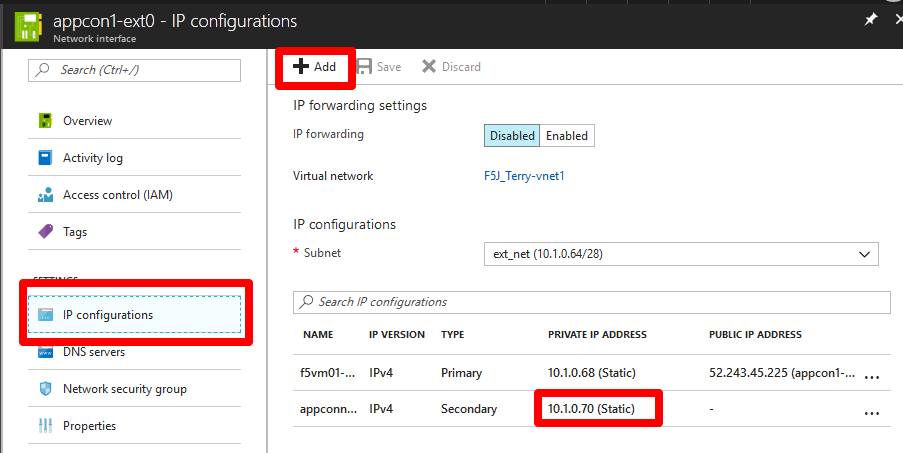 appcon1-ext0 - IP configurations
Network interface
Search (Ctrl+/)
Overview
Activity log
Access control (IAM)
Tags
SETTINGS
IP configurations
DNS servers
Network security group
Properties
Add Save Discard
IP forwarding settings
IP forwarding Disabled Enabled
Virtual network F5J_Terry-vnet1
IP configurations
* Subnet ext_net (10.1.0.64/28)
Search IP configurations
NAME IP VERSION TYPE PRIVATE IP ADDRESS PUBLIC IP ADDRESS
f5vm01-... IPv4 Primary 10.1.0.68 (Static) 52.243.45.225 (appcon1-... ...
appconn... IPv4 Secondary 10.1.0.70 (Static) - ...